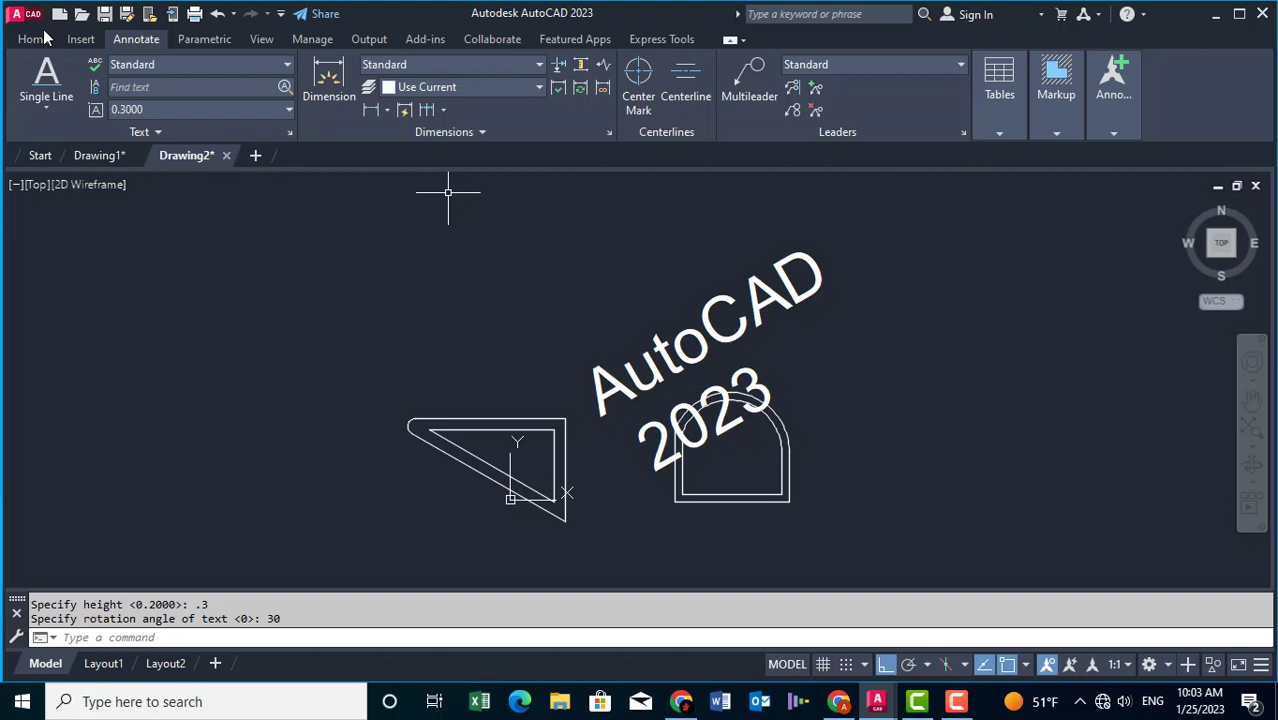 CAD
Share
Autodesk AutoCAD 2023
Type a keyword or phrase
Sign In
Home
Insert
Annotate
Parametric
View
Manage
Output
Add-ins
Collaborate
Featured Apps
Express Tools
A
Single Line
ABC
Standard
Find text
A
0.3000
Text
Dimension
Standard
Use Current
Dimensions
Center
Mark
Centerline
Centerlines
Multileader
Standard
Leaders
Tables
Markup
Anno...
Start
Drawing1*
Drawing2*
[−][Top][2D Wireframe]
N
W
TOP
E
S
WCS
AutoCAD
2023
Y
X
Specify height <0.2000>: .3
Specify rotation angle of text <0>: 30
Type a command
Model
Layout1
Layout2
MODEL
1:1
Type here to search
51°F
ENG
10:03 AM
1/25/2023
2